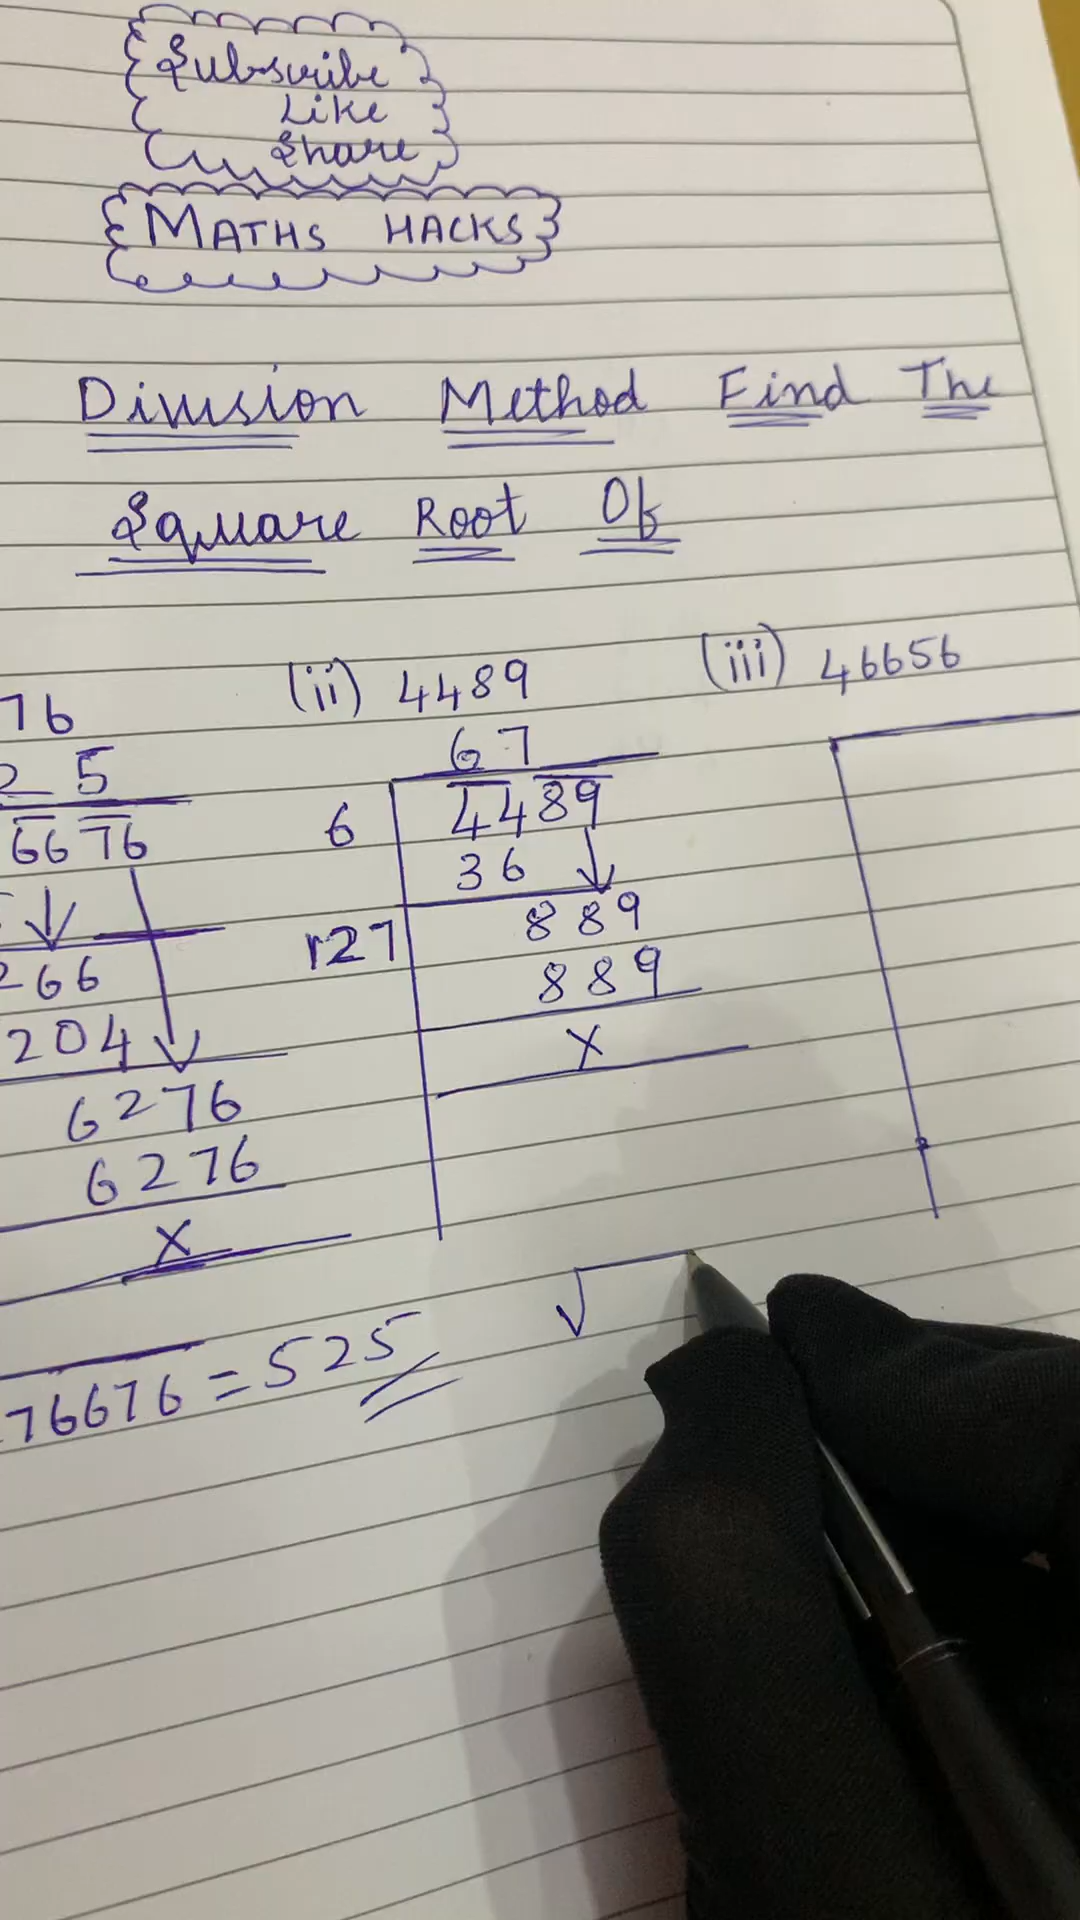 Subscribe
Like
Share
MATHS HACKS
Division Method Find The
Square Root Of
76
(ii) 4489
(iii) 46656
25
6676
266
204
6276
6276
X
67
6 4489
36
127 889
889
X
76676 = 525
√